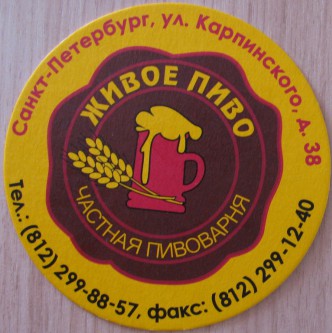 Санкт-Петербург, ул. Карпинского, д. 38
ЖИВОЕ ПИВО
ЧАСТНАЯ ПИВОВАРНЯ
Тел.: (812) 299-88-57, факс: (812) 299-12-40